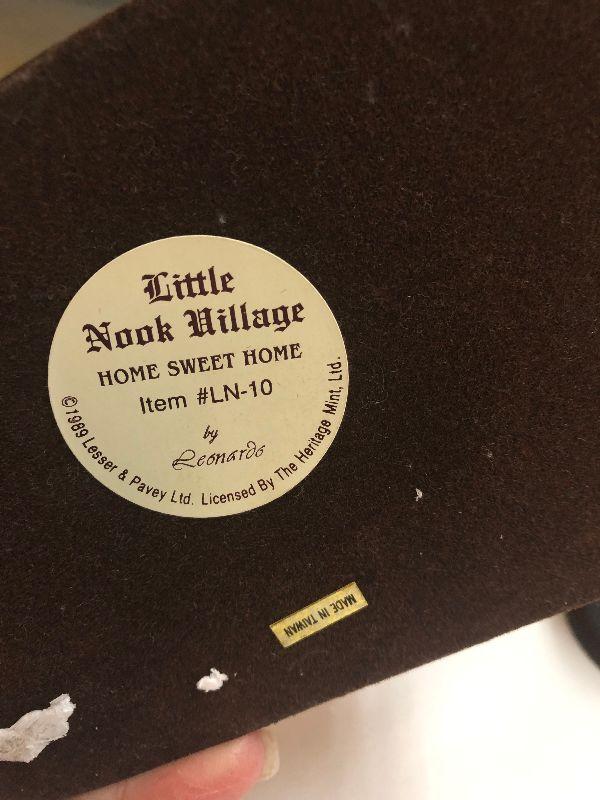 Little
Nook Village
HOME SWEET HOME
Item #LN-10
by
Leonardo
©1989 Lesser & Pavey Ltd. Licensed By The Heritage Mint, Ltd.
MADE IN TAIWAN